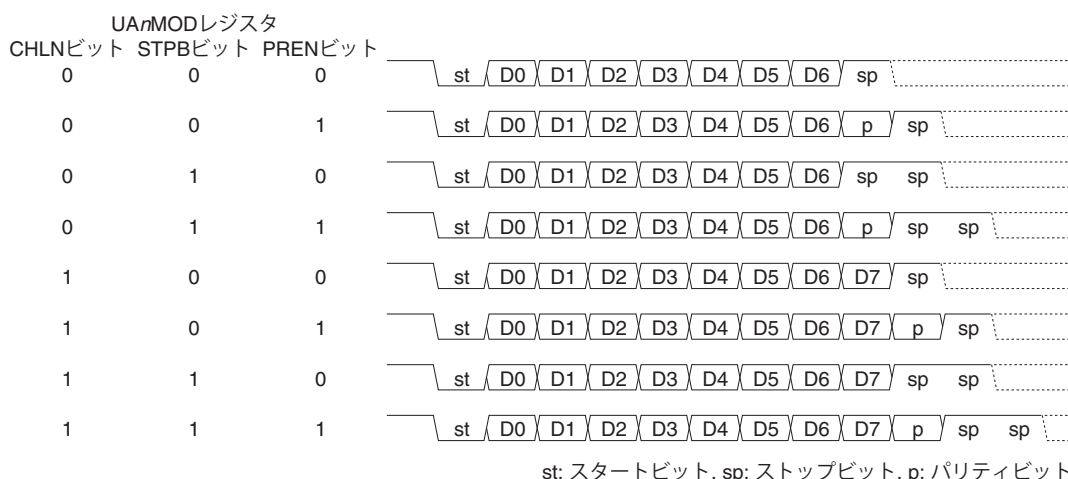 UAnMODレジスタ
CHLNビット STPBビット PRENビット
0 0 0 st D0 D1 D2 D3 D4 D5 D6 sp
0 0 1 st D0 D1 D2 D3 D4 D5 D6 p sp
0 1 0 st D0 D1 D2 D3 D4 D5 D6 sp sp
0 1 1 st D0 D1 D2 D3 D4 D5 D6 p sp sp
1 0 0 st D0 D1 D2 D3 D4 D5 D6 D7 sp
1 0 1 st D0 D1 D2 D3 D4 D5 D6 D7 p sp
1 1 0 st D0 D1 D2 D3 D4 D5 D6 D7 sp sp
1 1 1 st D0 D1 D2 D3 D4 D5 D6 D7 p sp sp
st: スタートビット, sp: ストップビット, p: パリティビット